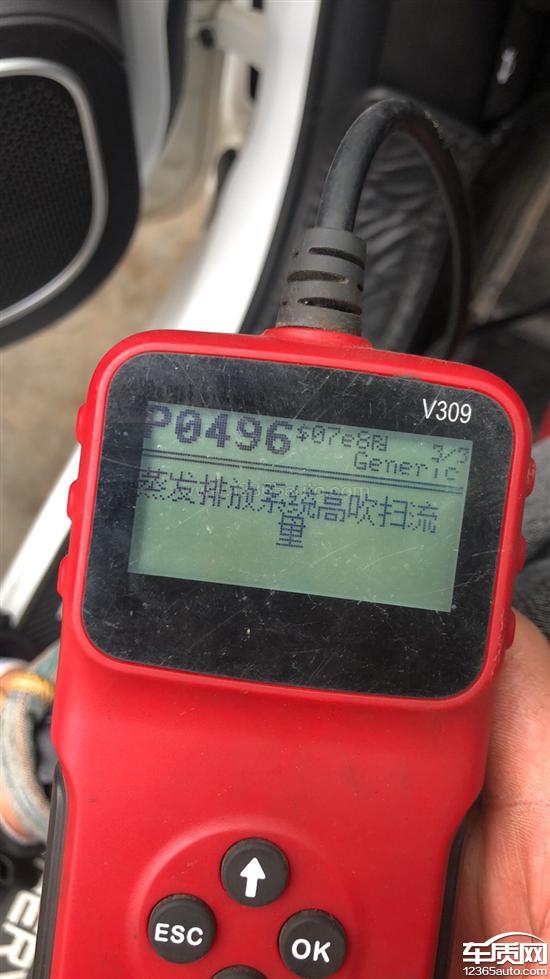 V309
P0496 $07e8 3/3
Generic
蒸发排放系统高吹扫流
量
ESC
OK
车质网
12365auto.com